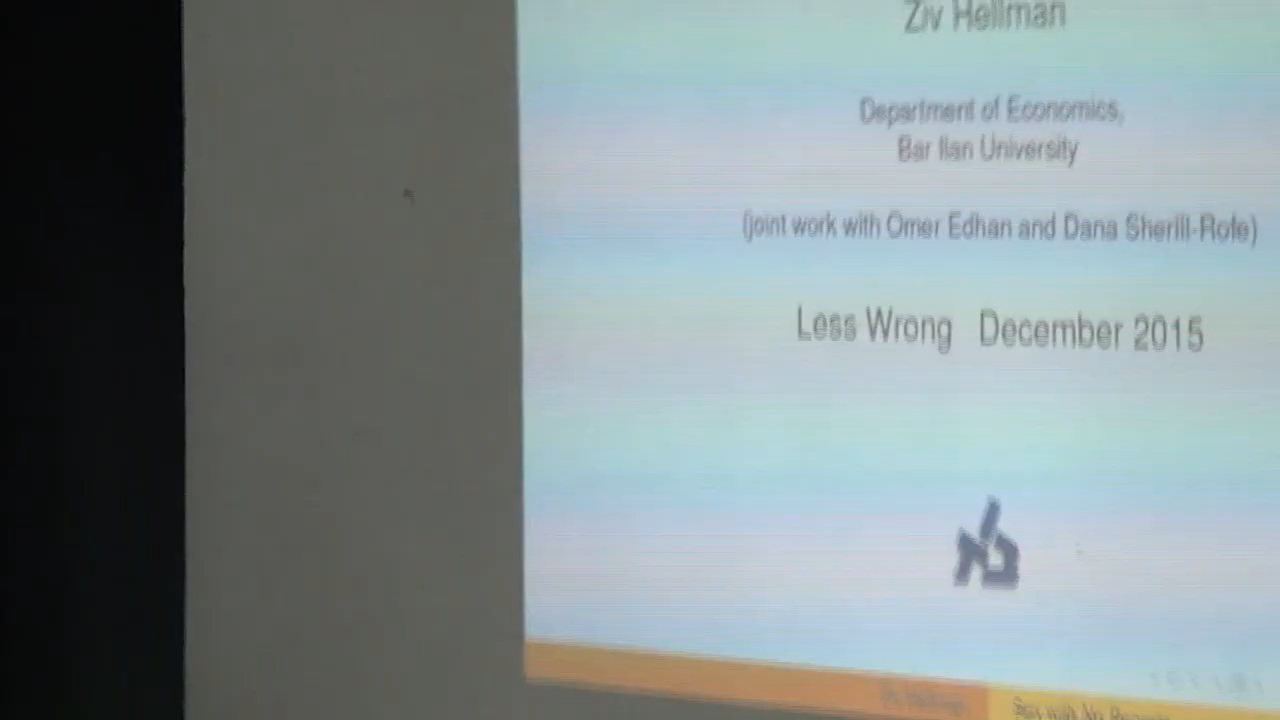 Ziv Hellman
Department of Economics,
Bar Ilan University
(joint work with Omer Edhan and Dana Sherill-Rofe)
Less Wrong December 2015